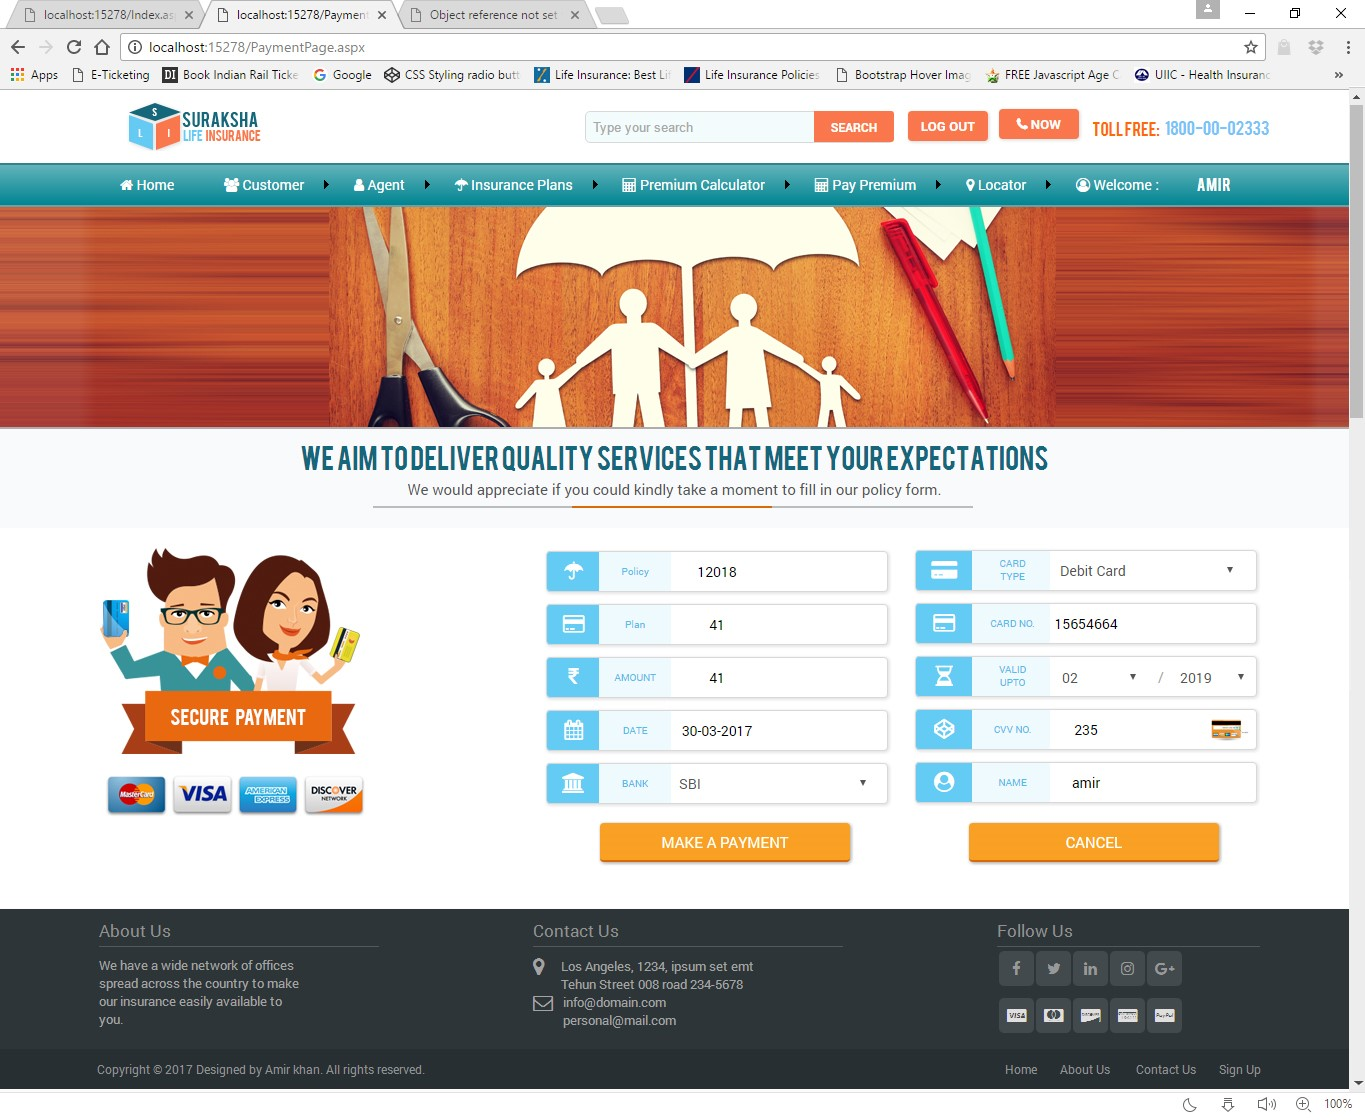 localhost:15278/Index.as
localhost:15278/Payment
Object reference not set
localhost:15278/PaymentPage.aspx
Apps
E-Ticketing
DI Book Indian Rail Ticke
Google
CSS Styling radio butt
Life Insurance: Best Lif
Life Insurance Policies
Bootstrap Hover Imag
FREE Javascript Age C
UIIC - Health Insuranc
»
S L I
SURAKSHA
LIFE INSURANCE
Type your search
SEARCH
LOG OUT
NOW
TOLL FREE: 1800-00-02333
Home
Customer
Agent
Insurance Plans
Premium Calculator
Pay Premium
Locator
Welcome :
AMIR
WE AIM TO DELIVER QUALITY SERVICES THAT MEET YOUR EXPECTATIONS
We would appreciate if you could kindly take a moment to fill in our policy form.
SECURE PAYMENT
MasterCard
VISA
AMERICAN EXPRESS
DISCOVER NETWORK
Policy 12018
Plan 41
₹ AMOUNT 41
DATE 30-03-2017
BANK SBI
MAKE A PAYMENT
CARD TYPE Debit Card
CARD NO. 15654664
VALID UPTO 02 / 2019
CVV NO. 235
NAME amir
CANCEL
About Us
We have a wide network of offices
spread across the country to make
our insurance easily available to
you.
Contact Us
Los Angeles, 1234, ipsum set emt
Tehun Street 008 road 234-5678
info@domain.com
personal@mail.com
Follow Us
f
in
G+
VISA
PayPal
Copyright © 2017 Designed by Amir khan. All rights reserved.
Home
About Us
Contact Us
Sign Up
100%